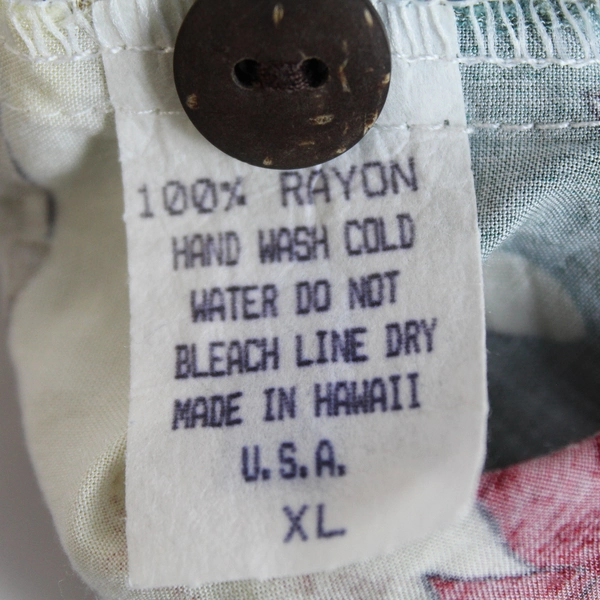 100% RAYON
HAND WASH COLD
WATER DO NOT
BLEACH LINE DRY
MADE IN HAWAII
U.S.A.
XL